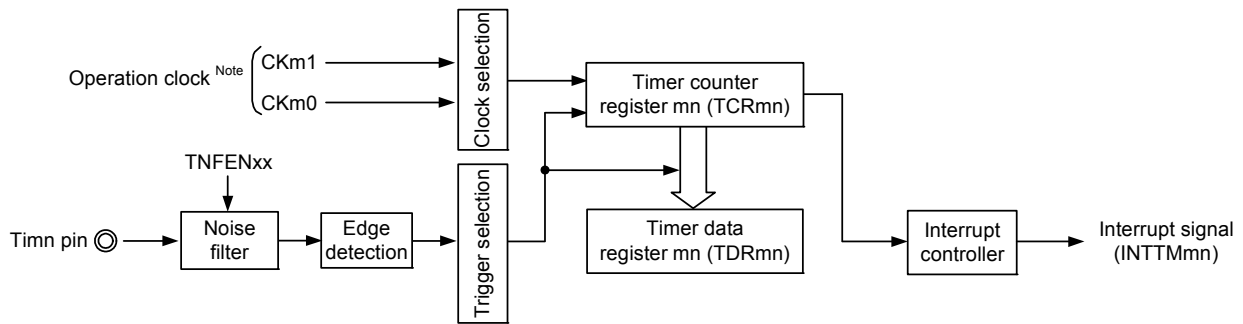 Operation clock Note
CKm1
CKm0
Clock selection
Timer counter
register mn (TCRmn)
TNFENxx
TImn pin
Noise
filter
Edge
detection
Trigger selection
Timer data
register mn (TDRmn)
Interrupt
controller
Interrupt signal
(INTTMmn)